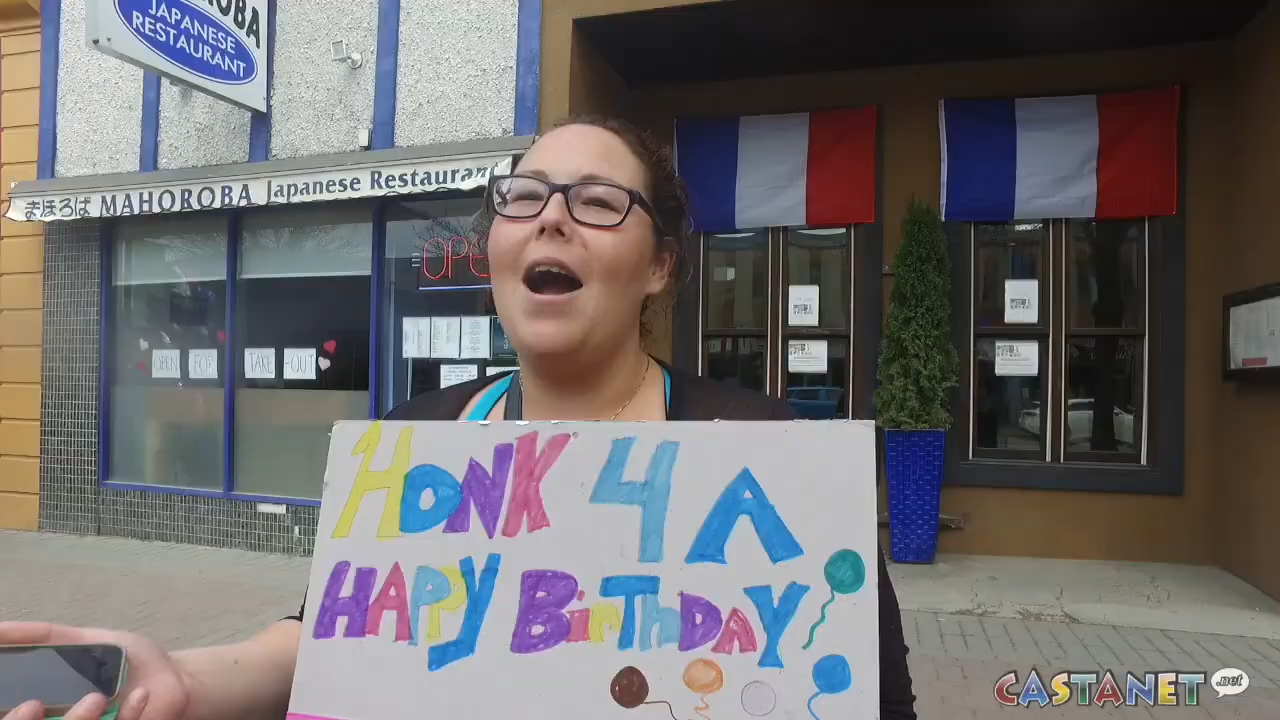 MAHOROBA
JAPANESE
RESTAURANT
まほろば MAHOROBA Japanese Restaurant
OPEN
OPEN FOR TAKE-OUT
HONK 4 A
HAPPY BirThDAY
CASTANET.net